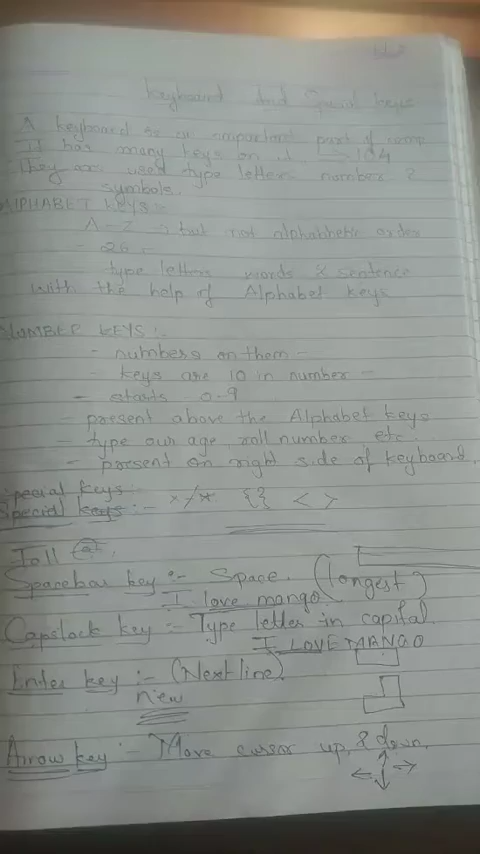 Keyboard And Special Keys
A keyboard is an important part of comp
It has many keys on it. → 104
They are used type letter number &
symbols.
ALPHABET KEYS:-
A-Z → but not alphabhetic order
- 26 -
type letters words & sentence
with the help of Alphabet keys
NUMBER KEYS:-
- numbers on them -
- keys are 10 in number -
- starts 0-9
- present above the Alphabet keys
type our age, roll number etc.
- present on right side of keyboard.
Special keys:-
Special keys:- × / * {} < >
Spacebar key:- Space. (longest)
I love mango
Capslock key:- Type letter in capital.
I LOVE MANGO
Enter key:- (Next line)
new
Arrow key:- Move cursor up, & down,